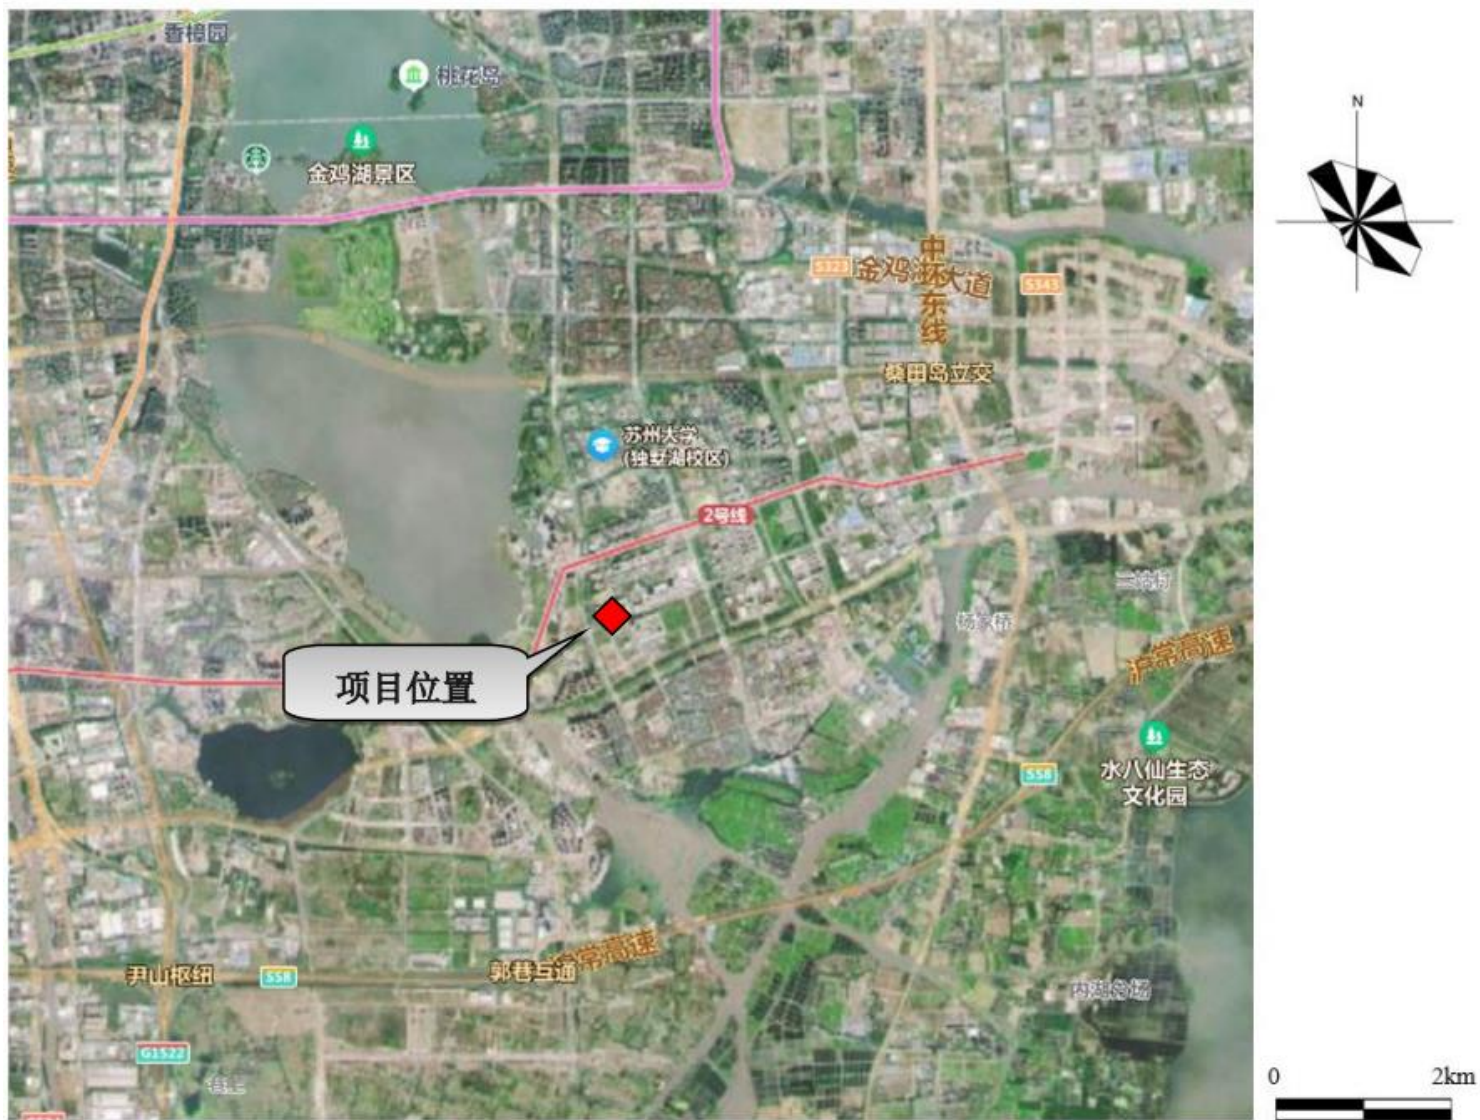 香樟园
N
桃花岛
金鸡湖景区
中环东线
S323
金鸡湖大道
S343
桑田岛立交
苏州大学
(独墅湖校区)
2号线
杨家桥
沪常高速
项目位置
水八仙生态
文化园
S58
沪常高速
郭巷互通
尹山枢纽
S58
G1522
0
2km